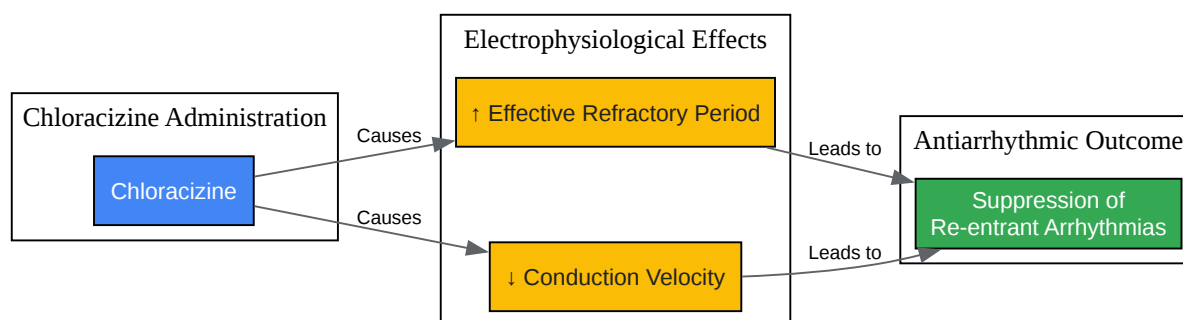 Chloracizine Administration
Chloracizine
Causes
Causes
Electrophysiological Effects
↑ Effective Refractory Period
↓ Conduction Velocity
Leads to
Leads to
Antiarrhythmic Outcome
Suppression of
Re-entrant Arrhythmias